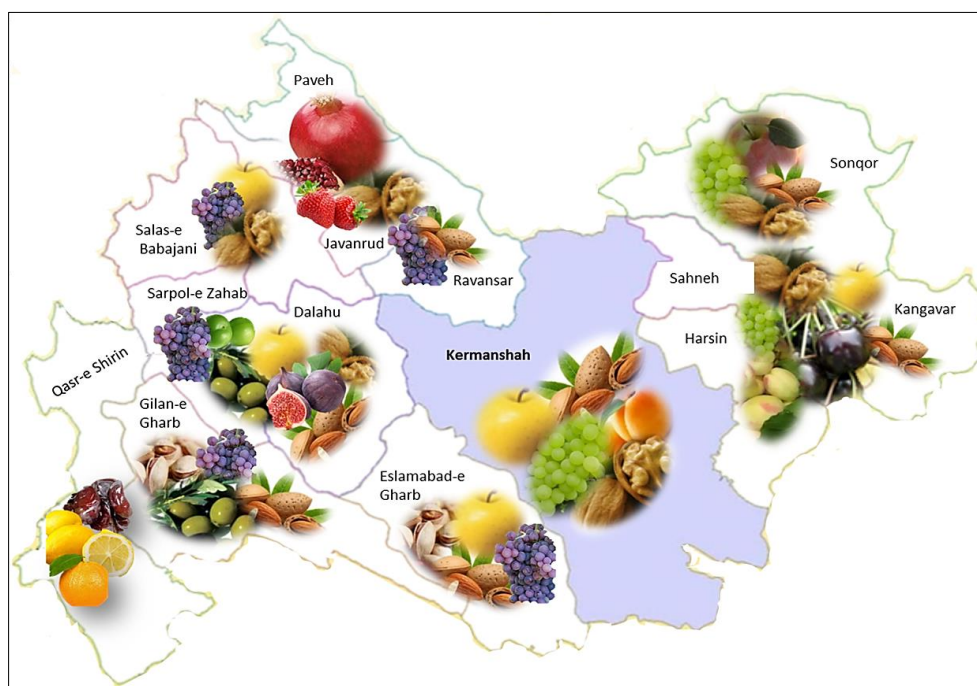 Paveh
Sonqor
Salas-e
Babajani
Javanrud
Ravansar
Sahneh
Kangavar
Sarpol-e Zahab
Dalahu
Harsin
Kermanshah
Qasr-e Shirin
Gilan-e
Gharb
Eslamabad-e
Gharb